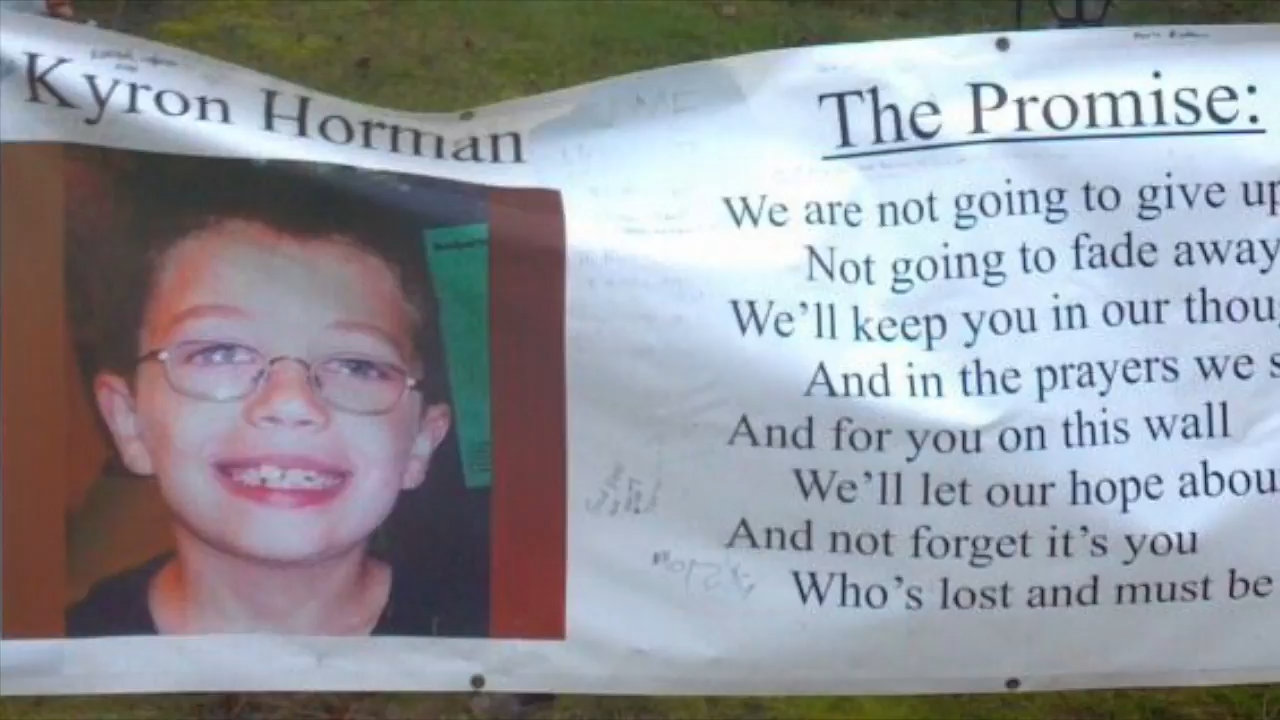 Kyron Horman
The Promise:
We are not going to give up
Not going to fade away
We'll keep you in our thou
And in the prayers we s
And for you on this wall
We'll let our hope abou
And not forget it's you
Who's lost and must be